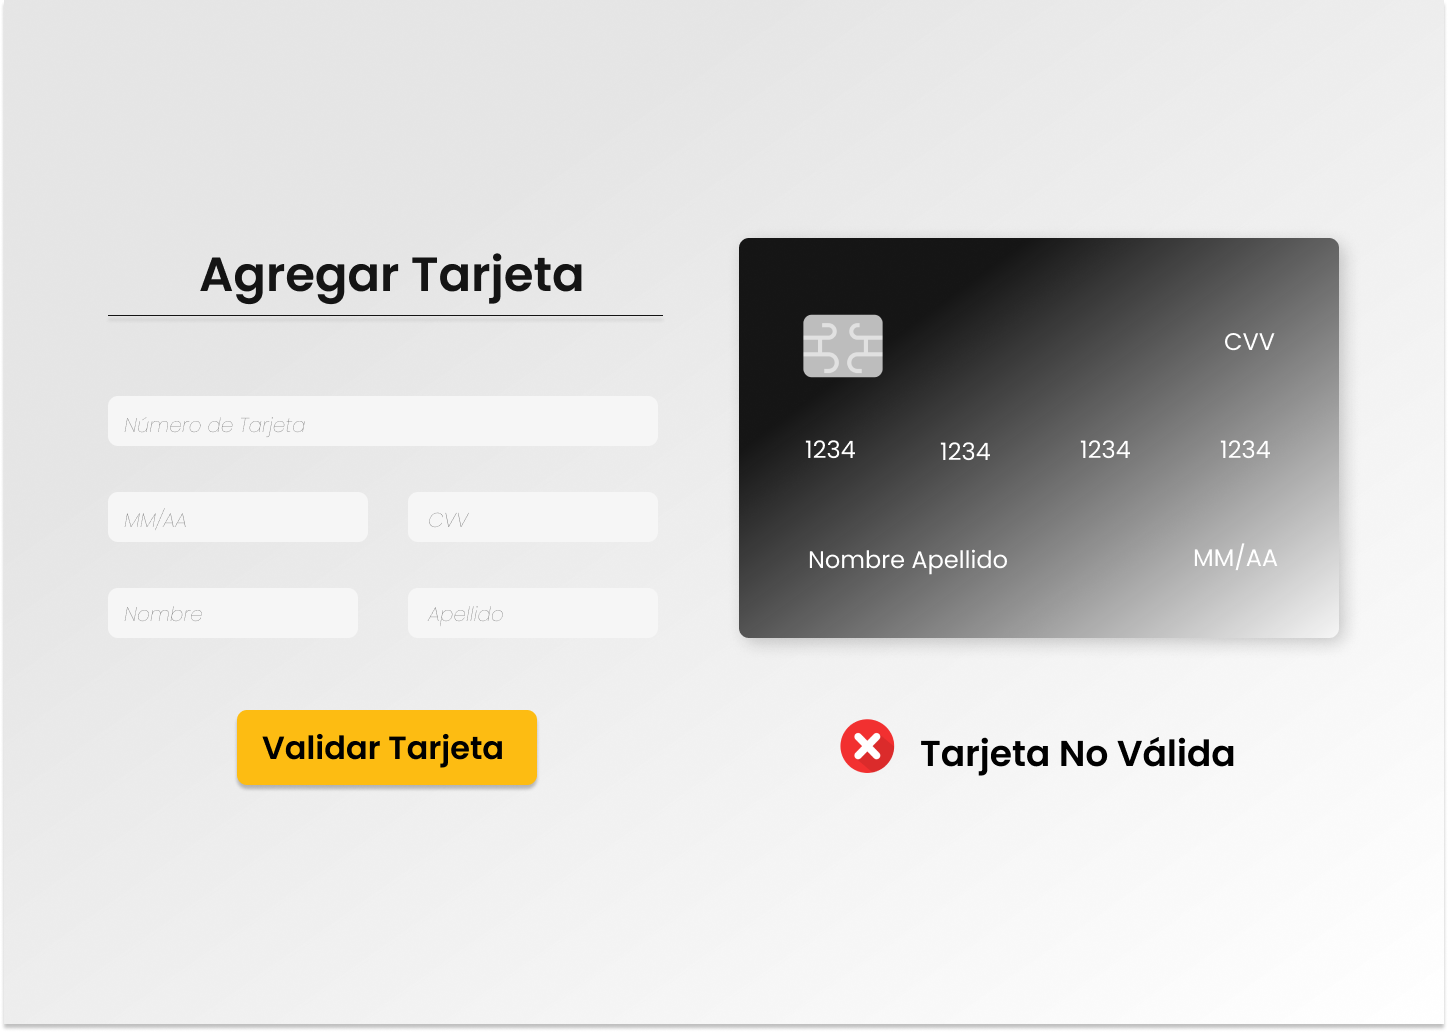 Agregar Tarjeta
Número de Tarjeta
MM/AA CVV
Nombre Apellido
Validar Tarjeta
CVV
1234 1234 1234 1234
Nombre Apellido MM/AA
Tarjeta No Válida